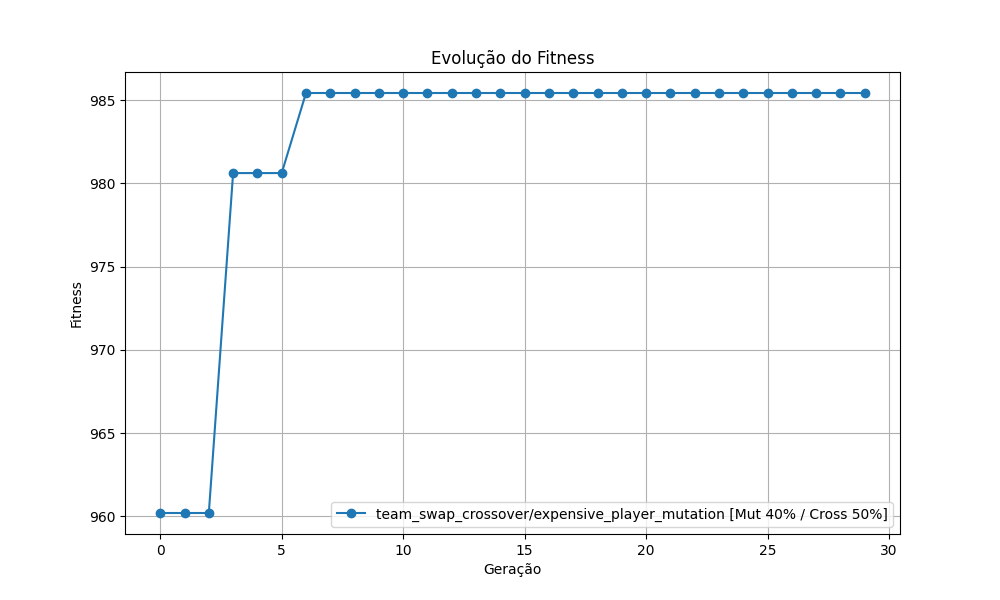 Evolução do Fitness
Fitness
985
980
975
970
965
960
team_swap_crossover/expensive_player_mutation [Mut 40% / Cross 50%]
0 5 10 15 20 25 30
Geração